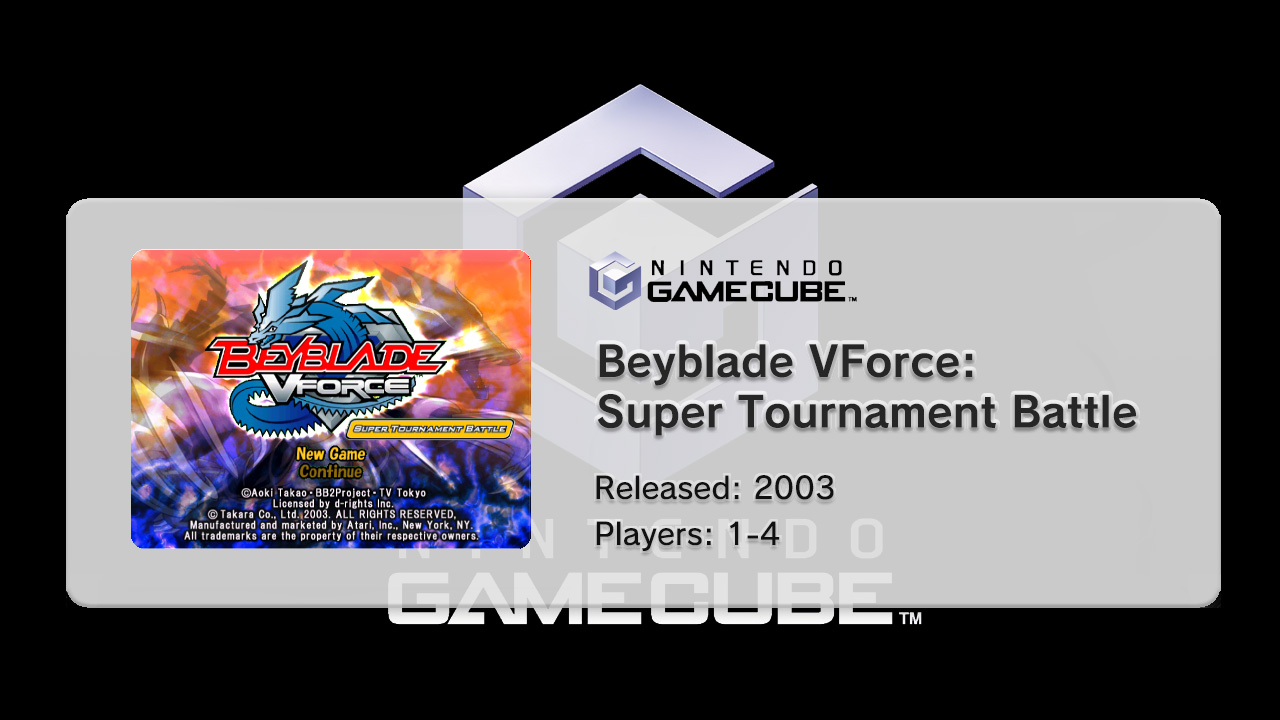 BEYBLADE
VFORCE
SUPER TOURNAMENT BATTLE
New Game
Continue
©Aoki Takao・BB2Project・TV Tokyo
Licensed by d-rights Inc.
©Takara Co., Ltd. 2003. ALL RIGHTS RESERVED,
Manufactured and marketed by Atari, Inc., New York, NY.
All trademarks are the property of their respective owners.
NINTENDO
GAMECUBE™
Beyblade VForce:
Super Tournament Battle
Released: 2003
Players: 1-4
NINTENDO
GAMECUBE™